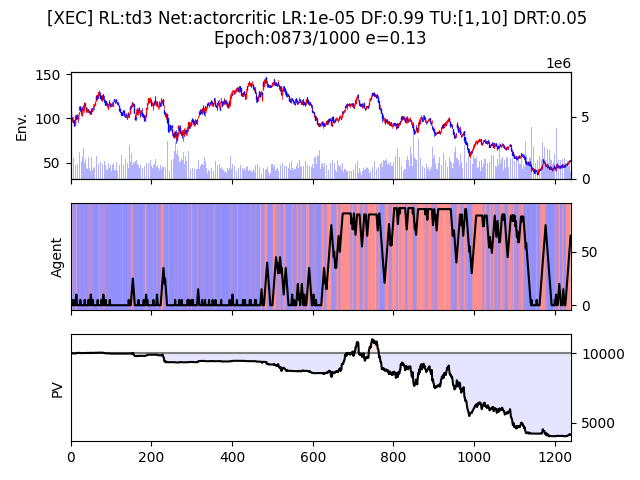 [XEC] RL:td3 Net:actorcritic LR:1e-05 DF:0.99 TU:[1,10] DRT:0.05
Epoch:0873/1000 e=0.13
1e6
150
100
50
Env.
5
0
Agent
50
0
PV
10000
5000
0 200 400 600 800 1000 1200